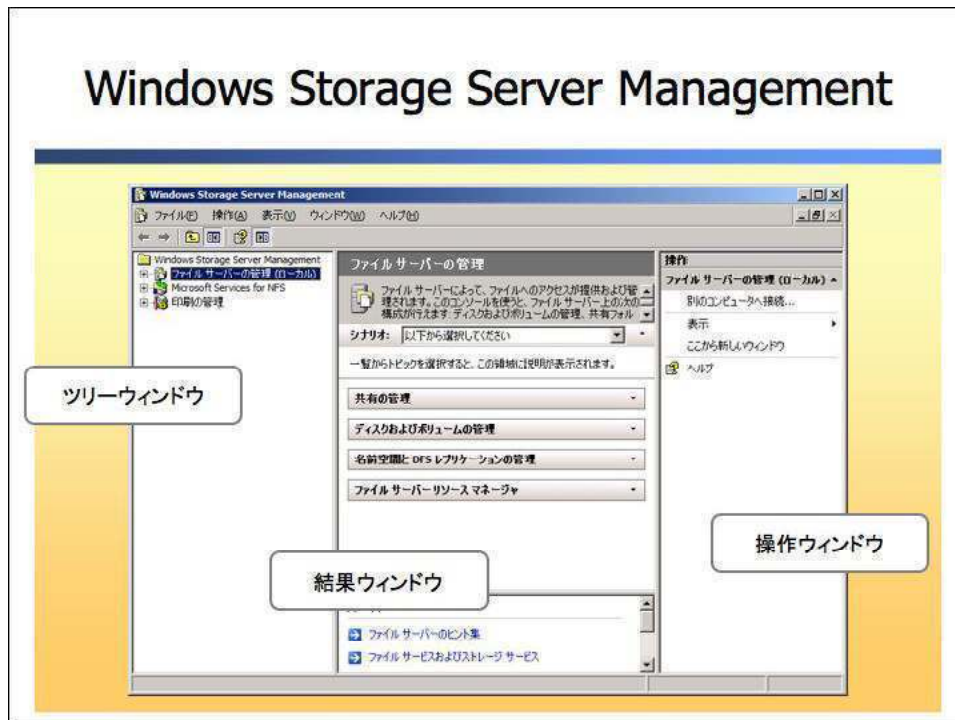 Windows Storage Server Management
Windows Storage Server Management
ファイル(F) 操作(A) 表示(V) ウィンドウ(W) ヘルプ(H)
Windows Storage Server Management
ファイル サーバーの管理 (ローカル)
Microsoft Services for NFS
印刷の管理
ツリーウィンドウ
ファイル サーバーの管理
ファイル サーバーによって、ファイルへのアクセスが提供および管
理されます。このコンソールを使うと、ファイル サーバー上の次の
構成が行えます: ディスクおよびボリュームの管理、共有フォル
シナリオ: 以下から選択してください
一覧からトピックを選択すると、この領域に説明が表示されます。
共有の管理
ディスクおよびボリュームの管理
名前空間と DFS レプリケーションの管理
ファイル サーバー リソース マネージャ
結果ウィンドウ
ファイル サーバーのヒント集
ファイル サービスおよびストレージ サービス
操作
ファイル サーバーの管理 (ローカル)
別のコンピュータへ接続...
表示
ここから新しいウィンドウ
ヘルプ
操作ウィンドウ